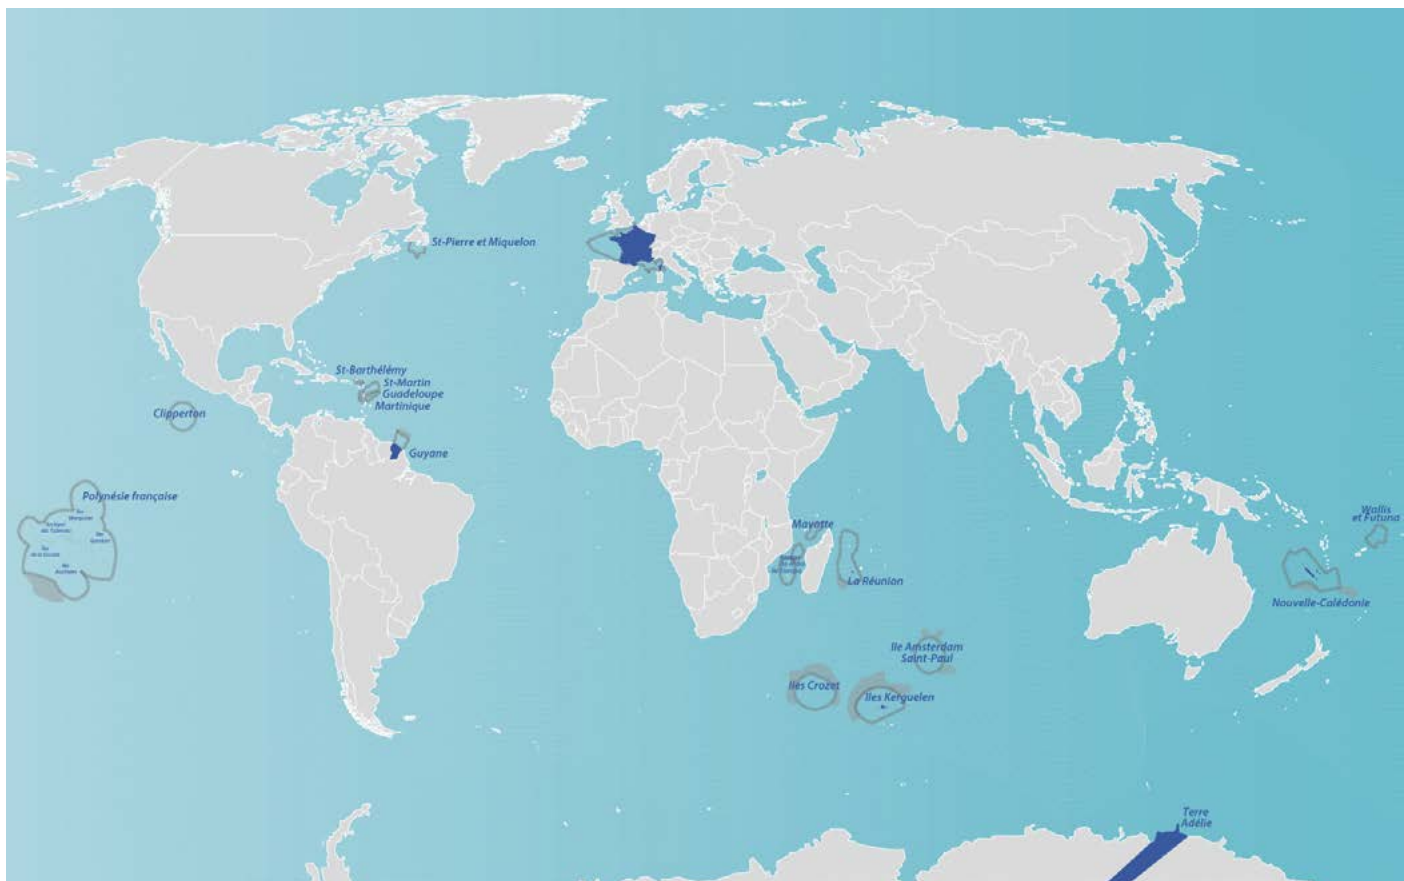 St-Pierre et Miquelon
St-Barthélémy
St-Martin
Guadeloupe
Martinique
Clipperton
Guyane
Polynésie française
Mayotte
La Réunion
Wallis
et Futuna
Nouvelle-Calédonie
Ile Amsterdam
Saint-Paul
Iles Crozet
Iles Kerguelen
Terre
Adélie